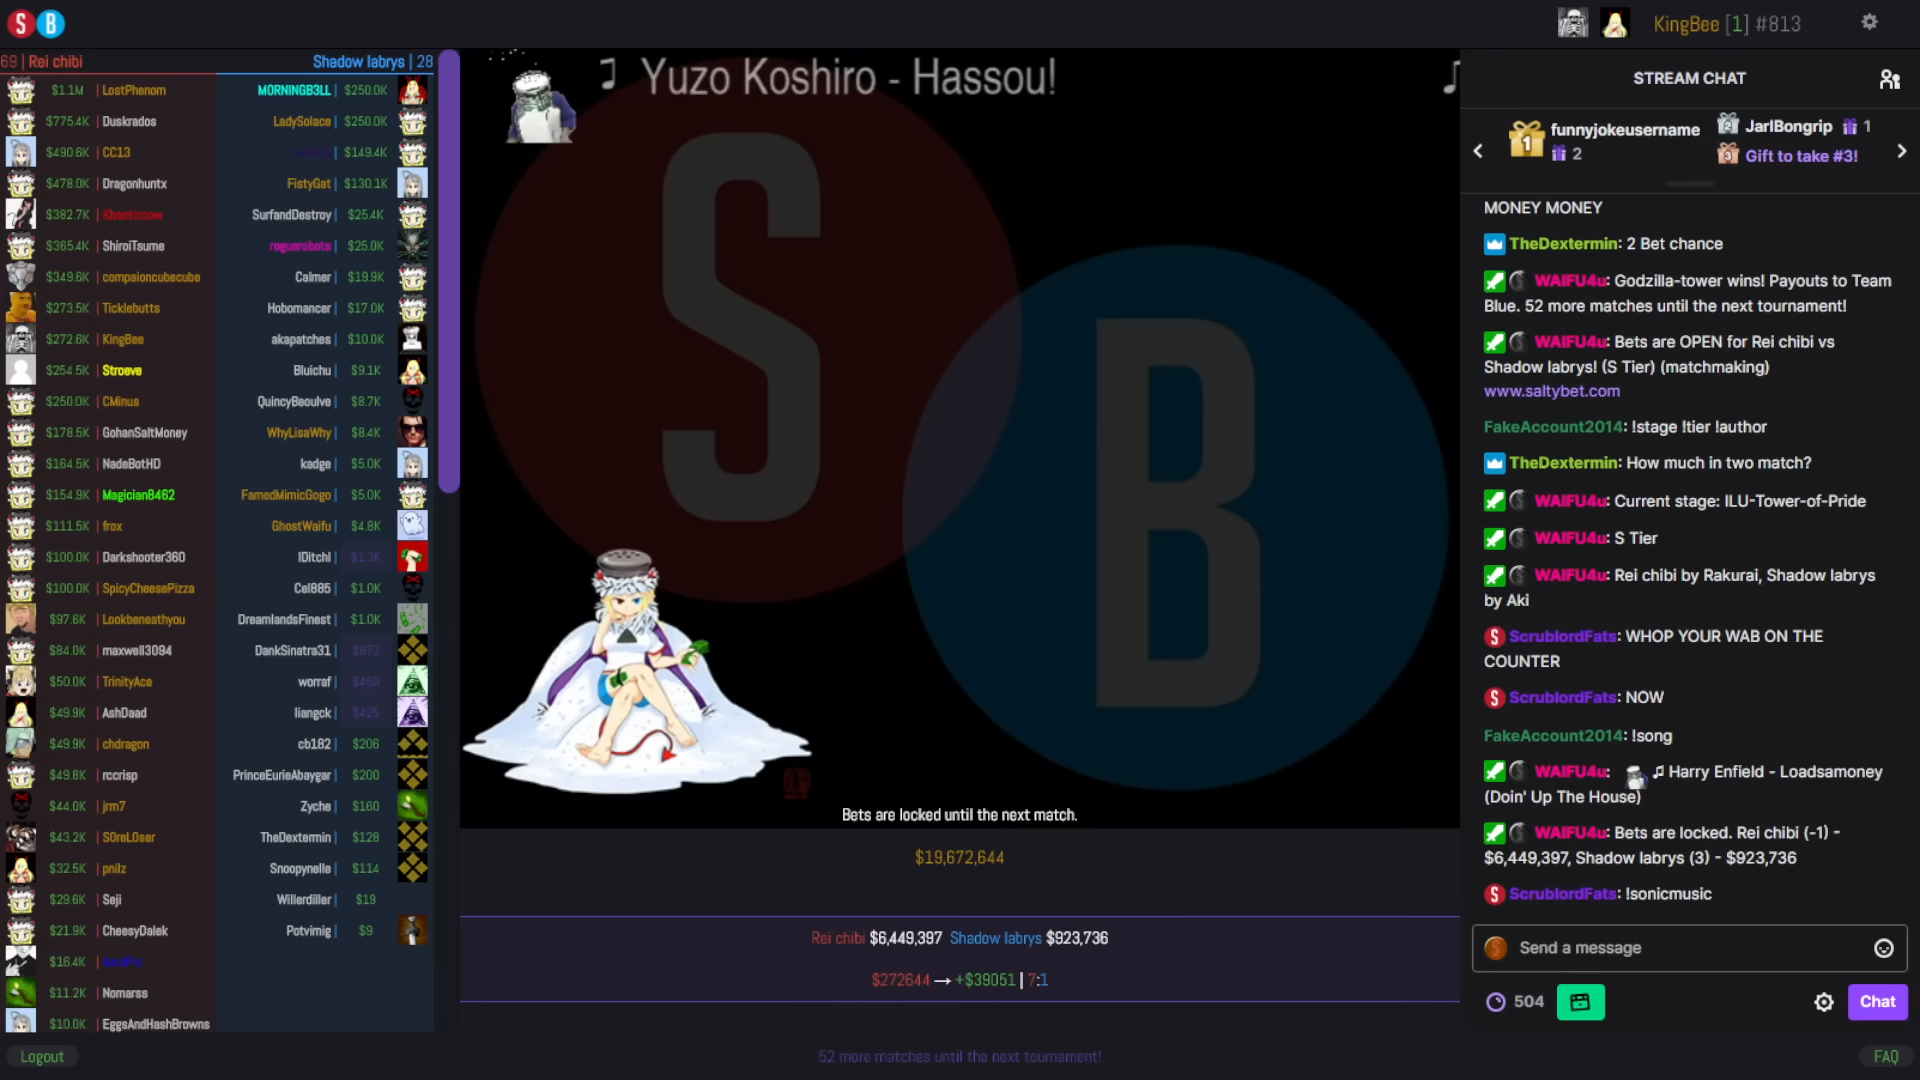 S B
KingBee [1] #813
69 | Rei chibi
Shadow labrys | 28
$1.1M | LostPhenom
$775.4K | Duskrados
$490.6K | CC13
$478.0K | Dragonhuntx
$382.7K | Khaoticcow
$365.4K | ShiroiTsume
$349.6K | compaioncubecube
$273.5K | Ticklebutts
$272.6K | KingBee
$254.5K | Stroeve
$250.0K | CMinus
$178.5K | GohanSaltMoney
$164.5K | NadeBotHD
$154.9K | Magician8462
$111.5K | frox
$100.0K | Darkshooter360
$100.0K | SpicyCheesePizza
$97.6K | Lookbeneathyou
$84.0K | maxwell3094
$50.0K | TrinityAce
$49.9K | AshDaad
$49.9K | chdragon
$49.8K | rccrisp
$44.0K | jrm7
$43.2K | S0reL0ser
$32.5K | pnilz
$29.6K | Seji
$21.9K | CheesyDalek
$16.4K |
$11.2K | Nomarss
$10.0K | EggsAndHashBrowns
M0RNINGB3LL | $250.0K
LadySolace | $250.0K
| $149.4K
FistyGat | $130.1K
SurfandDestroy | $25.4K
roguerobots | $25.0K
Calmer | $19.9K
Hobomancer | $17.0K
akapatches | $10.0K
Bluichu | $9.1K
QuincyBeoulve | $8.7K
WhyLisaWhy | $8.4K
kadge | $5.0K
FamedMimicGogo | $5.0K
GhostWaifu | $4.8K
IDitchI | $1.3K
Cel885 | $1.0K
DreamlandsFinest | $1.0K
DankSinatra31 | $673
worraf | $450
liangck | $425
cb182 | $206
PrinceEurieAbaygar | $200
Zyche | $160
TheDextermin | $128
Snoopynelle | $114
Willerdiller | $19
Potvimig | $9
Logout
♫ Yuzo Koshiro - Hassou! ♫
S
B
Bets are locked until the next match.
$19,672,644
Rei chibi $6,449,397 Shadow labrys $923,736
$272644 → +$39051 | 7:1
52 more matches until the next tournament!
STREAM CHAT
1 funnyjokeusername
2
2 JarlBongrip 1
3 Gift to take #3!
MONEY MONEY
TheDextermin: 2 Bet chance
WAIFU4u: Godzilla-tower wins! Payouts to Team
Blue. 52 more matches until the next tournament!
WAIFU4u: Bets are OPEN for Rei chibi vs
Shadow labrys! (S Tier) (matchmaking)
www.saltybet.com
FakeAccount2014: !stage !tier !author
TheDextermin: How much in two match?
WAIFU4u: Current stage: ILU-Tower-of-Pride
WAIFU4u: S Tier
WAIFU4u: Rei chibi by Rakurai, Shadow labrys
by Aki
ScrublordFats: WHOP YOUR WAB ON THE
COUNTER
ScrublordFats: NOW
FakeAccount2014: !song
WAIFU4u: ♫ Harry Enfield - Loadsamoney
(Doin' Up The House)
WAIFU4u: Bets are locked. Rei chibi (-1) -
$6,449,397, Shadow labrys (3) - $923,736
ScrublordFats: !sonicmusic
Send a message
504
Chat
FAQ